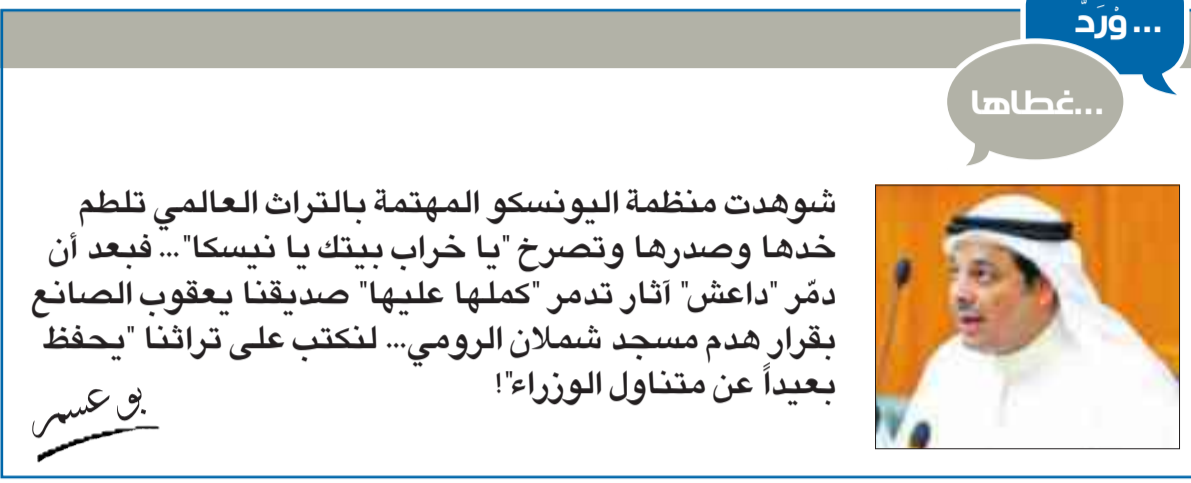 ... وُرَدَّ
...غطاها
شوهدت منظمة اليونسكو المهتمة بالتراث العالمي تلطم
خدها وصدرها وتصرخ "يا خراب بيتك يا نيسكا"... فبعد أن
دمّر "داعش" آثار تدمر "كملها عليها" صديقنا يعقوب الصانع
بقرار هدم مسجد شملان الرومي... لنكتب على تراثنا "يحفظ
بعيداً عن متناول الوزراء"!
بو عسم